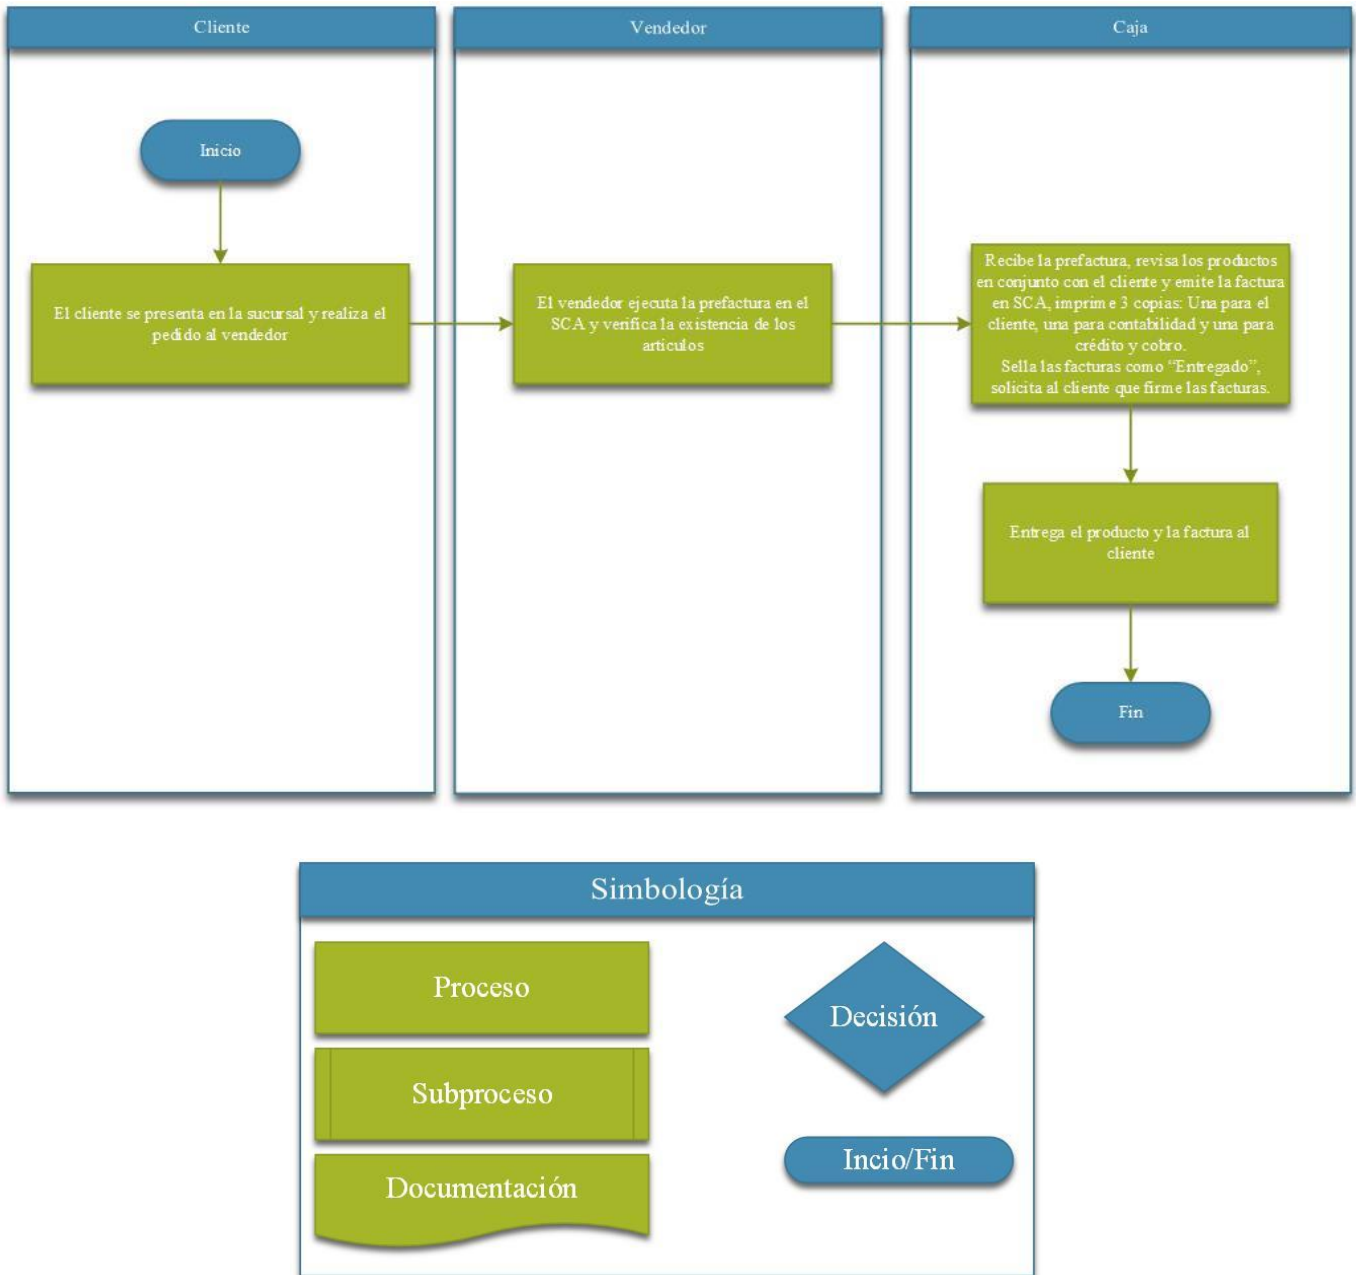 Cliente
Vendedor
Caja
Inicio
El cliente se presenta en la sucursal y realiza el
pedido al vendedor
El vendedor ejecuta la prefactura en el
SCA y verifica la existencia de los
artículos
Recibe la prefactura, revisa los productos
en conjunto con el cliente y emite la factura
en SCA, imprime 3 copias: Una para el
cliente, una para contabilidad y una para
crédito y cobro.
Sella las facturas como “Entregado”,
solicita al cliente que firme las facturas.
Entrega el producto y la factura al
cliente
Fin
Simbología
Proceso
Subproceso
Documentación
Decisión
Incio/Fin